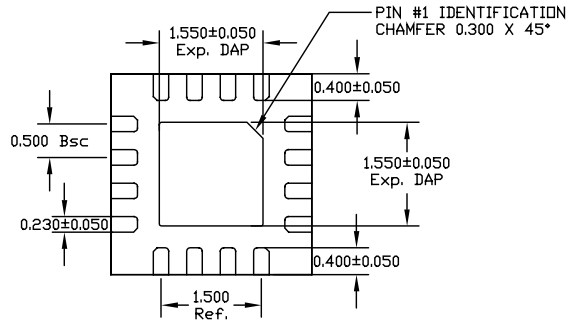 PIN #1 IDENTIFICATION
CHAMFER 0.300 X 45°
1.550±0.050
Exp. DAP
0.400±0.050
0.500 Bsc
1.550±0.050
Exp. DAP
0.230±0.050
0.400±0.050
1.500
Ref.